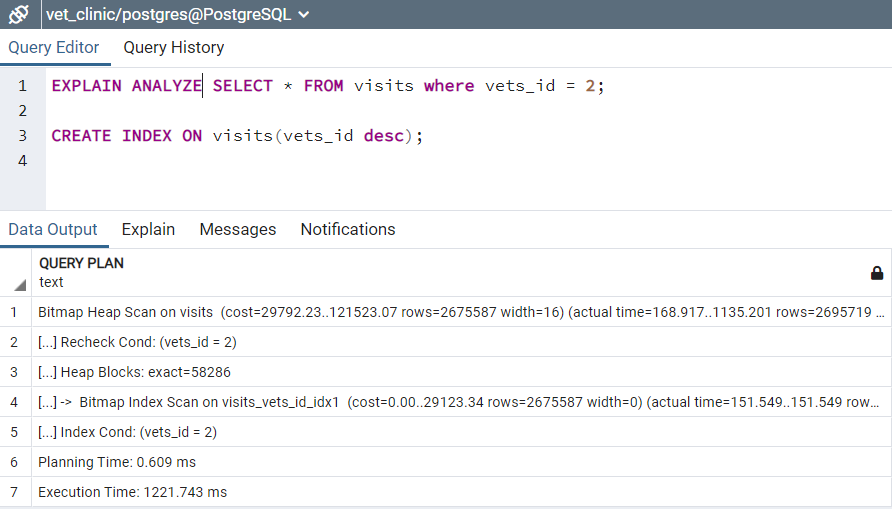 vet_clinic/postgres@PostgreSQL
Query Editor Query History
1 EXPLAIN ANALYZE SELECT * FROM visits where vets_id = 2;
2
3 CREATE INDEX ON visits(vets_id desc);
4
Data Output Explain Messages Notifications
QUERY PLAN
text
1 Bitmap Heap Scan on visits (cost=29792.23..121523.07 rows=2675587 width=16) (actual time=168.917..1135.201 rows=2695719 ...
2 [...] Recheck Cond: (vets_id = 2)
3 [...] Heap Blocks: exact=58286
4 [...] -> Bitmap Index Scan on visits_vets_id_idx1 (cost=0.00..29123.34 rows=2675587 width=0) (actual time=151.549..151.549 row...
5 [...] Index Cond: (vets_id = 2)
6 Planning Time: 0.609 ms
7 Execution Time: 1221.743 ms